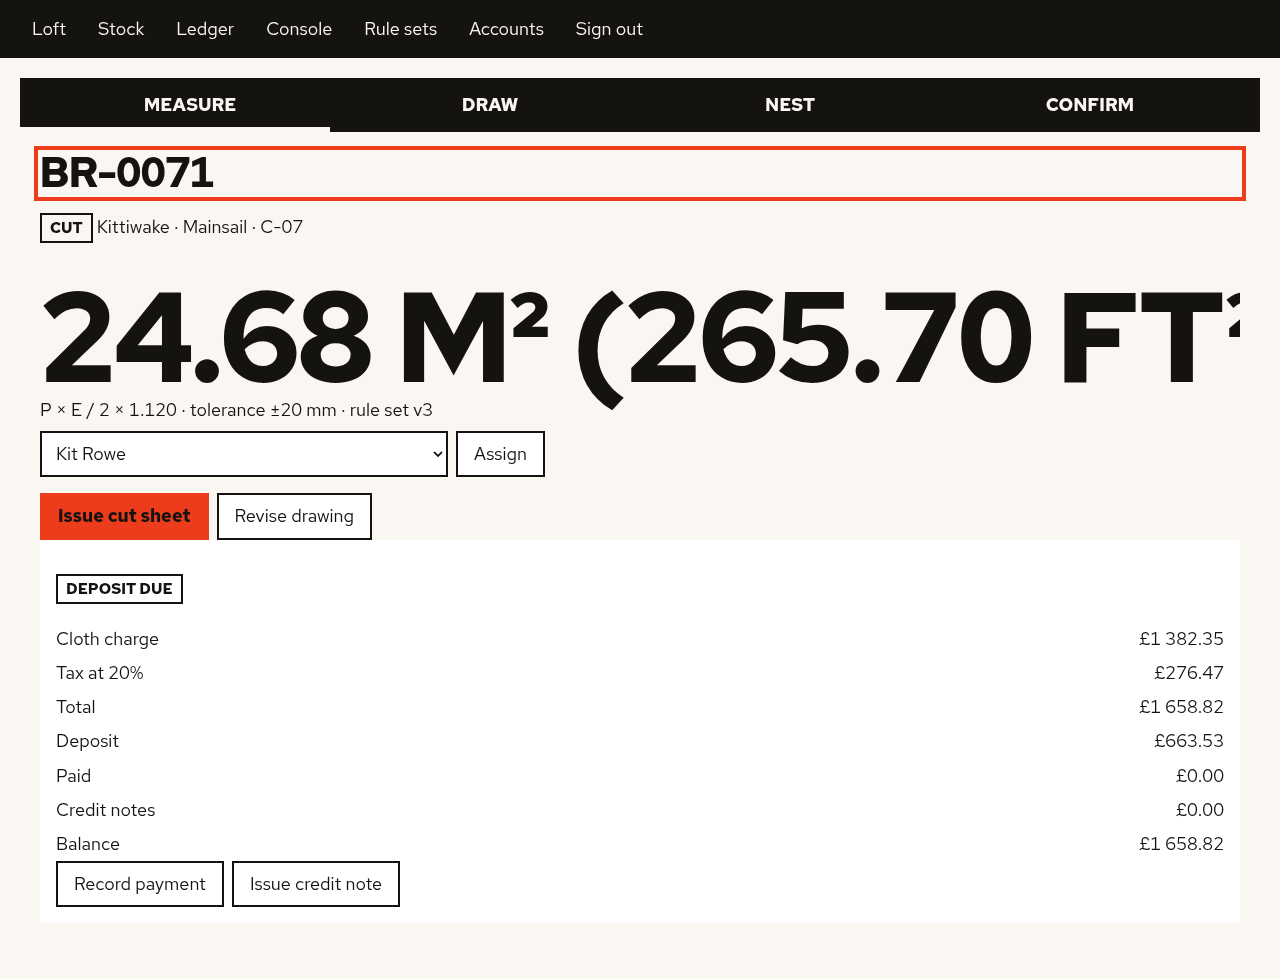 Loft Stock Ledger Console Rule sets Accounts Sign out
MEASURE DRAW NEST CONFIRM
BR-0071
CUT Kittiwake · Mainsail · C-07
24.68 M² (265.70 FT²
P × E / 2 × 1.120 · tolerance ±20 mm · rule set v3
Kit Rowe Assign
Issue cut sheet Revise drawing
DEPOSIT DUE
Cloth charge £1 382.35
Tax at 20% £276.47
Total £1 658.82
Deposit £663.53
Paid £0.00
Credit notes £0.00
Balance £1 658.82
Record payment Issue credit note